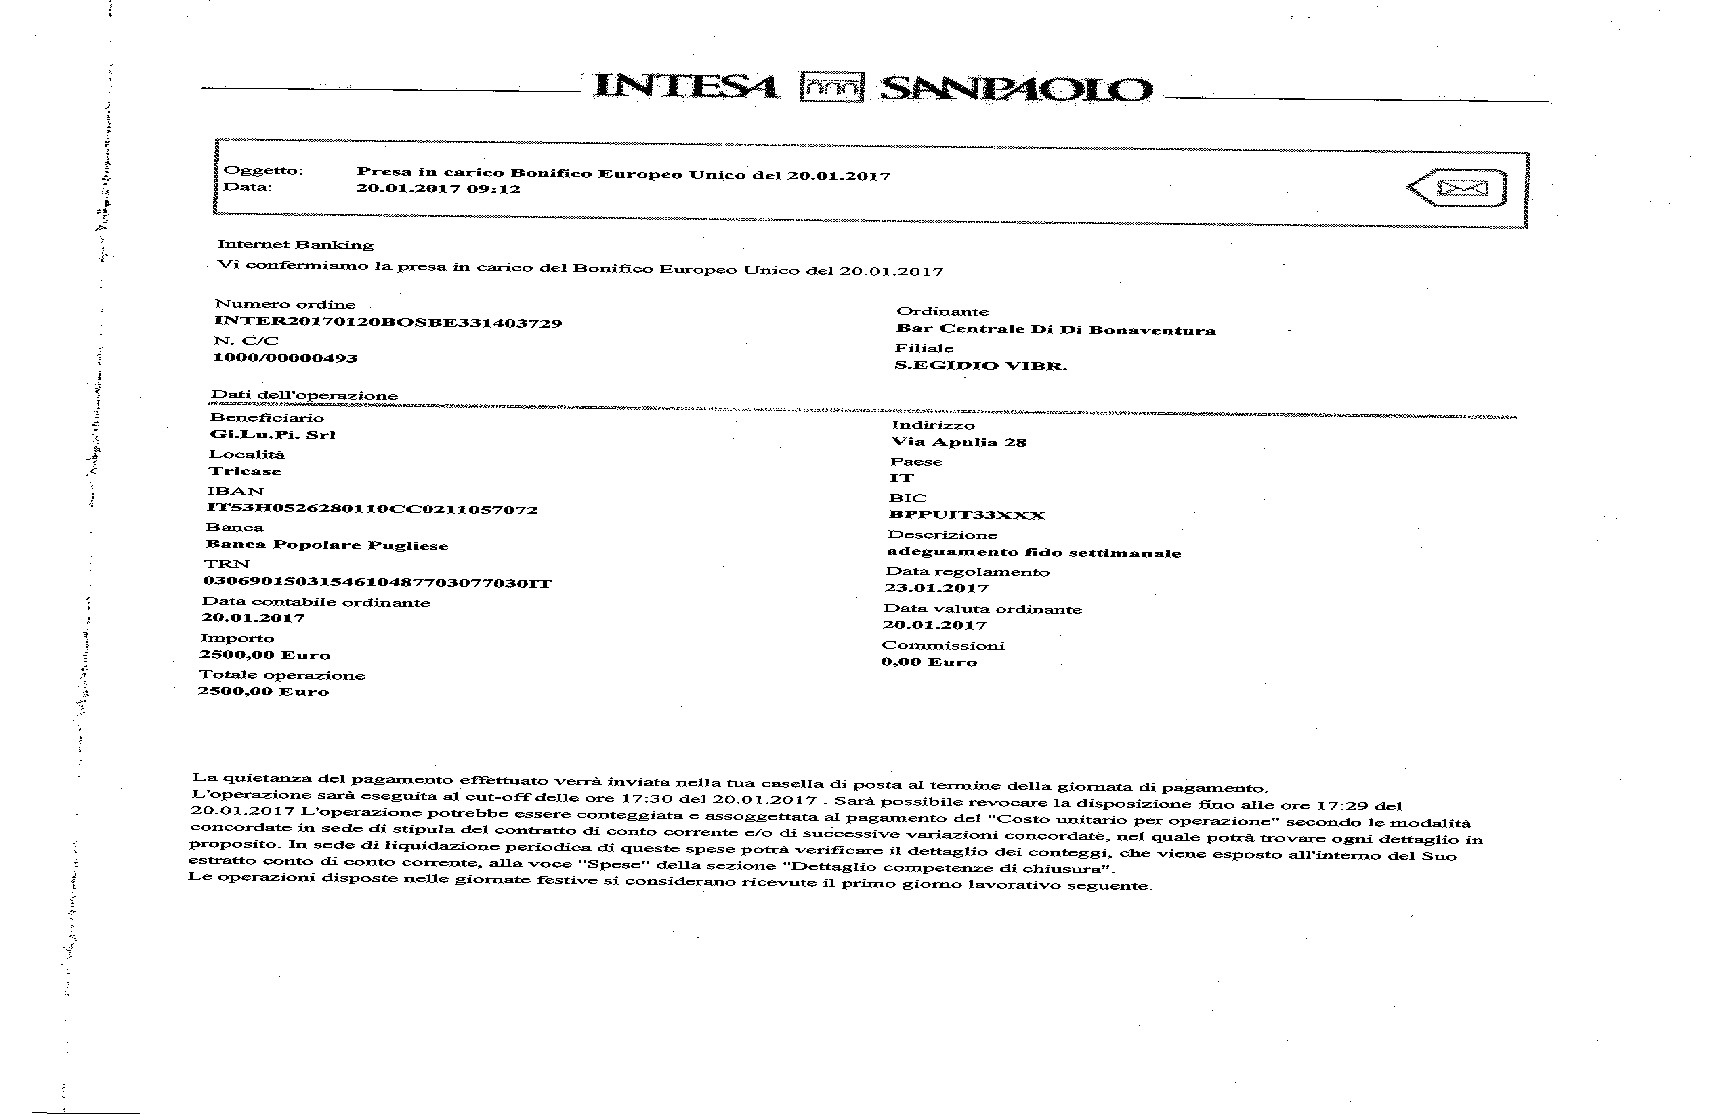 INTESA SANPAOLO
Oggetto: Presa in carico Bonifico Europeo Unico del 20.01.2017
Data: 20.01.2017 09:12
Internet Banking
Vi confermiamo la presa in carico del Bonifico Europeo Unico del 20.01.2017
Numero ordine
INTER20170120BOSBE331403729
N. C/C
1000/00000493
Ordinante
Bar Centrale Di Di Bonaventura
Filiale
S.EGIDIO VIBR.
Dati dell'operazione
Beneficiario
Gi.Lu.Pi. Srl
Località
Tricase
IBAN
IT53H0526280110CC0211057072
Banca
Banca Popolare Pugliese
TRN
0306901503154610487703077030IT
Data contabile ordinante
20.01.2017
Importo
2500,00 Euro
Totale operazione
2500,00 Euro
Indirizzo
Via Apulia 28
Paese
IT
BIC
BPPUIT33XXX
Descrizione
adeguamento fido settimanale
Data regolamento
23.01.2017
Data valuta ordinante
20.01.2017
Commissioni
0,00 Euro
La quietanza del pagamento effettuato verrà inviata nella tua casella di posta al termine della giornata di pagamento.
L'operazione sarà eseguita al cut-off delle ore 17:30 del 20.01.2017 . Sarà possibile revocare la disposizione fino alle ore 17:29 del
20.01.2017 L'operazione potrebbe essere conteggiata e assoggettata al pagamento del "Costo unitario per operazione" secondo le modalità
concordate in sede di stipula del contratto di conto corrente e/o di successive variazioni concordate, nel quale potrà trovare ogni dettaglio in
proposito. In sede di liquidazione periodica di queste spese potrà verificare il dettaglio dei conteggi, che viene esposto all'interno del Suo
estratto conto di conto corrente, alla voce "Spese" della sezione "Dettaglio competenze di chiusura".
Le operazioni disposte nelle giornate festive si considerano ricevute il primo giorno lavorativo seguente.